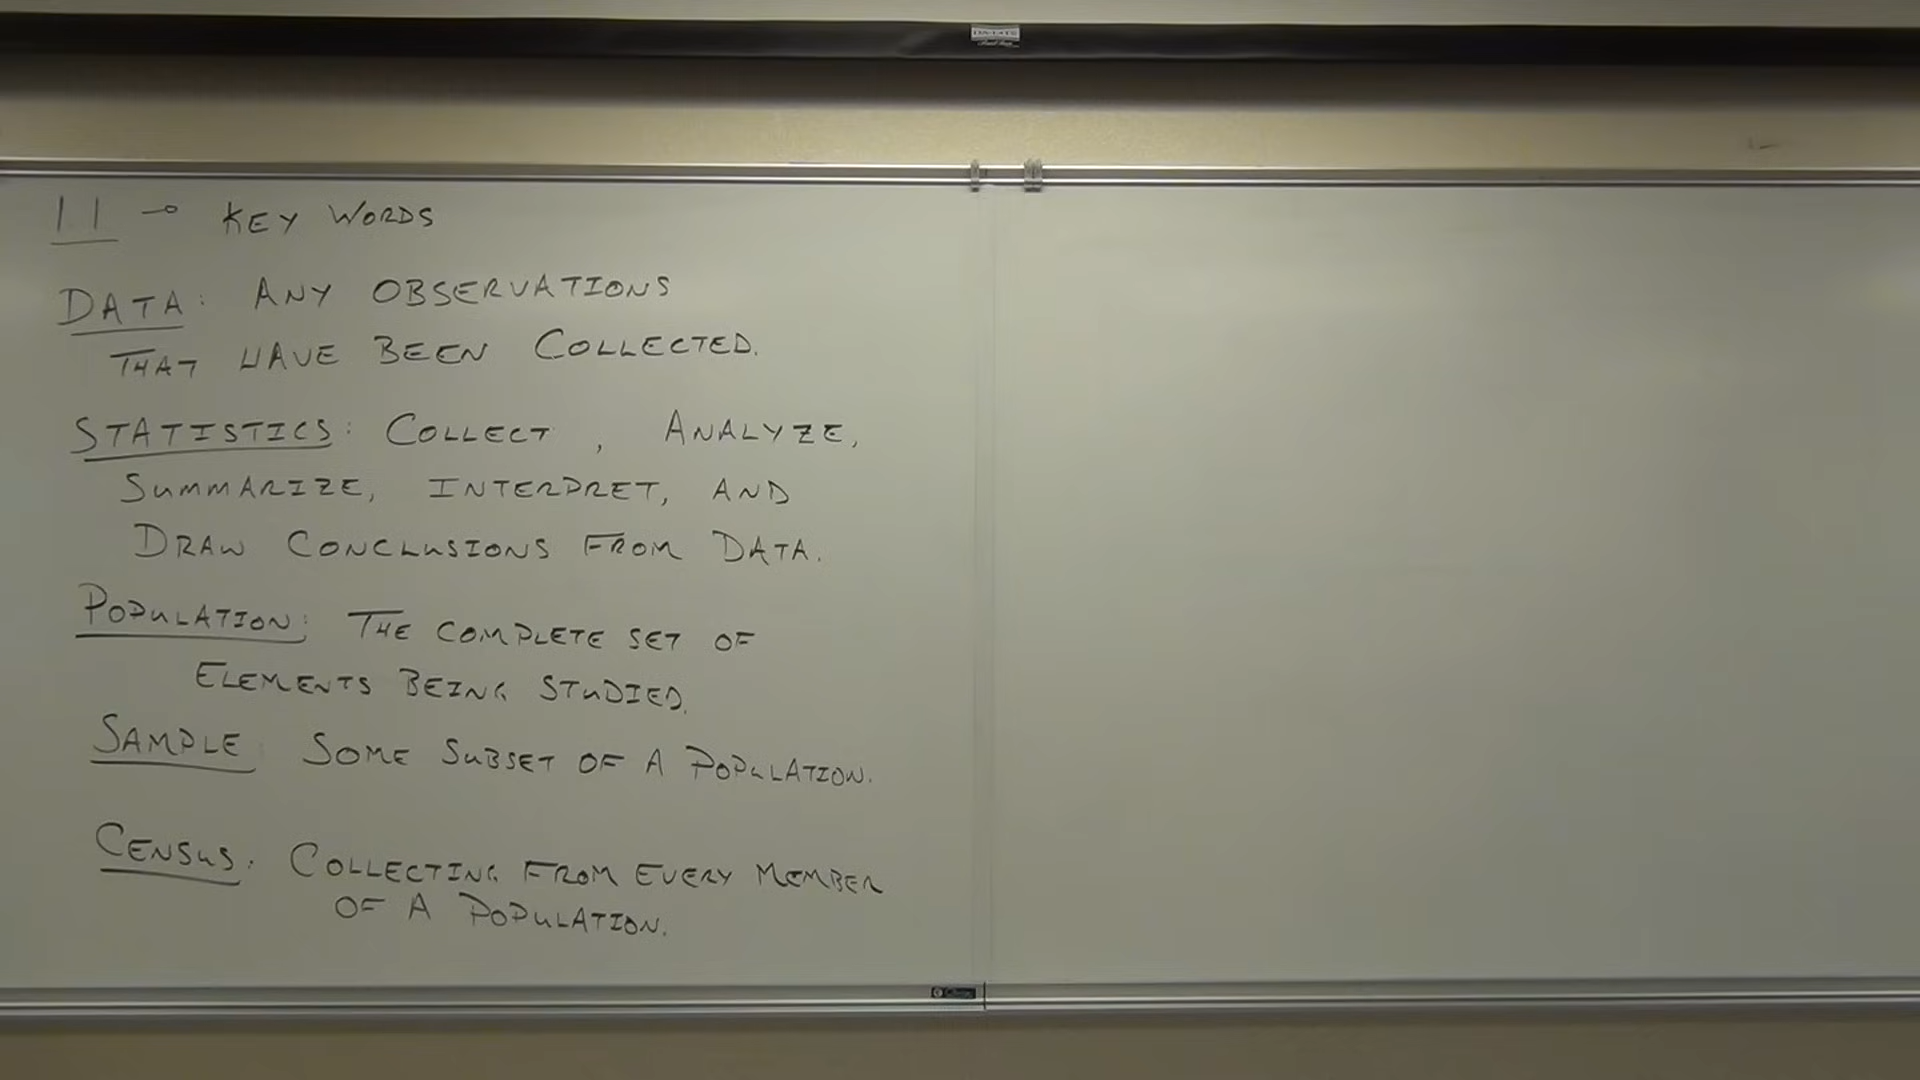 1.1 → KEY WORDS
DATA: ANY OBSERVATIONS
THAT HAVE BEEN COLLECTED.
STATISTICS: COLLECT, ANALYZE,
SUMMARIZE, INTERPRET, AND
DRAW CONCLUSIONS FROM DATA.
POPULATION: THE COMPLETE SET OF
ELEMENTS BEING STUDIED.
SAMPLE: SOME SUBSET OF A POPULATION.
CENSUS: COLLECTING FROM EVERY MEMBER
OF A POPULATION.